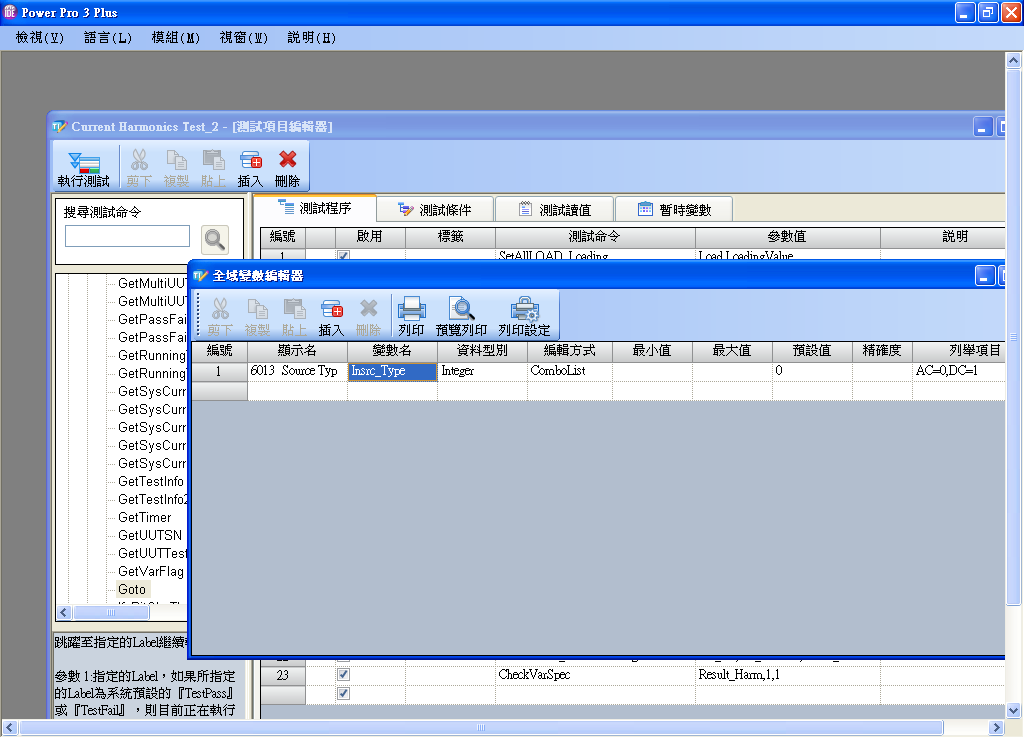 Power Pro 3 Plus
檢視(V) 語言(L) 模組(M) 視窗(W) 說明(H)
Current Harmonics Test_2 - [測試項目編輯器]
執行測試 剪下 複製 貼上 插入 刪除
搜尋測試命令
測試程序 測試條件 測試讀值 暫時變數
編號 啟用 標籤 測試命令 參數值 說明
1 SetAllLOAD_Loading Load LoadingValue
全域變數編輯器
剪下 複製 貼上 插入 刪除 列印 預覽列印 列印設定
編號 顯示名 變數名 資料型別 編輯方式 最小值 最大值 預設值 精確度 列舉項目
1 6013 Source Typ Insrc_Type Integer ComboList 0 AC=0,DC=1
GetMultiUU
GetMultiUU
GetPassFai
GetPassFai
GetRunning
GetRunning
GetSysCurr
GetSysCurr
GetSysCurr
GetSysCurr
GetSysCurr
GetTestInfo
GetTestInfo2
GetTimer
GetUUTSN
GetUUTTest
GetVarFlag
Goto
跳躍至指定的Label繼續
參數 1:指定的Label，如果所指定
的Label為系統預設的『TestPass』
或『TestFail』，則目前正在執行
23 CheckVarSpec Result_Harm,1,1